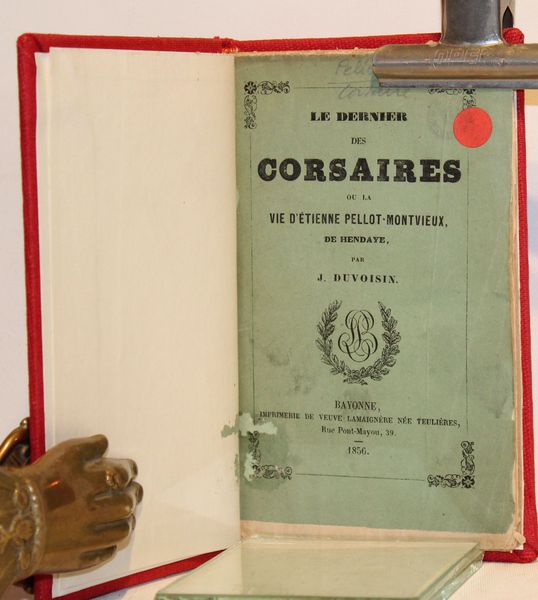 LE DERNIER
DES
CORSAIRES
OU LA
VIE D'ÉTIENNE PELLOT-MONTVIEUX,
DE HENDAYE,
PAR
J. DUVOISIN.
BAYONNE,
IMPRIMERIE DE VEUVE LAMAIGNÈRE NÉE TEULIÈRES,
Rue Pont-Mayou, 39.
1856.